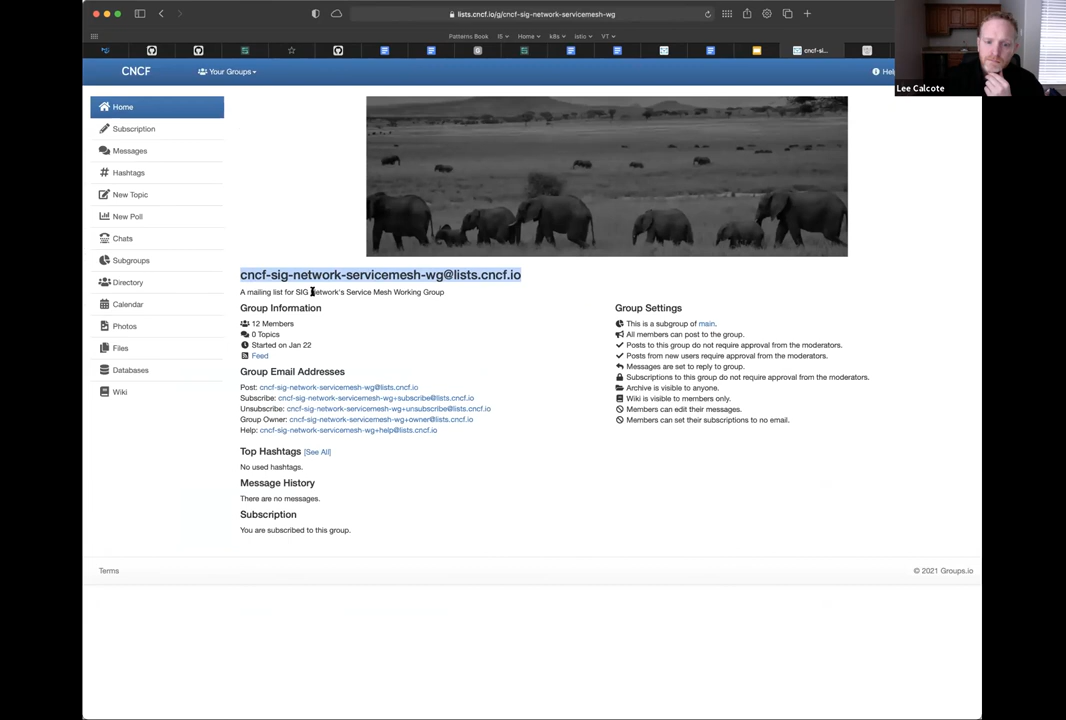 lists.cncf.io/g/cncf-sig-network-servicemesh-wg
Patterns Book IS Home k8s istio VT
cncf-si...
Lee Calcote
CNCF
Your Groups
Hel
Home
Subscription
Messages
Hashtags
New Topic
New Poll
Chats
Subgroups
Directory
Calendar
Photos
Files
Databases
Wiki
cncf-sig-network-servicemesh-wg@lists.cncf.io
A mailing list for SIG Network's Service Mesh Working Group
Group Information
12 Members
0 Topics
Started on Jan 22
Feed
Group Email Addresses
Post: cncf-sig-network-servicemesh-wg@lists.cncf.io
Subscribe: cncf-sig-network-servicemesh-wg+subscribe@lists.cncf.io
Unsubscribe: cncf-sig-network-servicemesh-wg+unsubscribe@lists.cncf.io
Group Owner: cncf-sig-network-servicemesh-wg+owner@lists.cncf.io
Help: cncf-sig-network-servicemesh-wg+help@lists.cncf.io
Top Hashtags [See All]
No used hashtags.
Message History
There are no messages.
Subscription
You are subscribed to this group.
Group Settings
This is a subgroup of main.
All members can post to the group.
Posts to this group do not require approval from the moderators.
Posts from new users require approval from the moderators.
Messages are set to reply to group.
Subscriptions to this group do not require approval from the moderators.
Archive is visible to anyone.
Wiki is visible to members only.
Members can edit their messages.
Members can set their subscriptions to no email.
Terms
© 2021 Groups.io